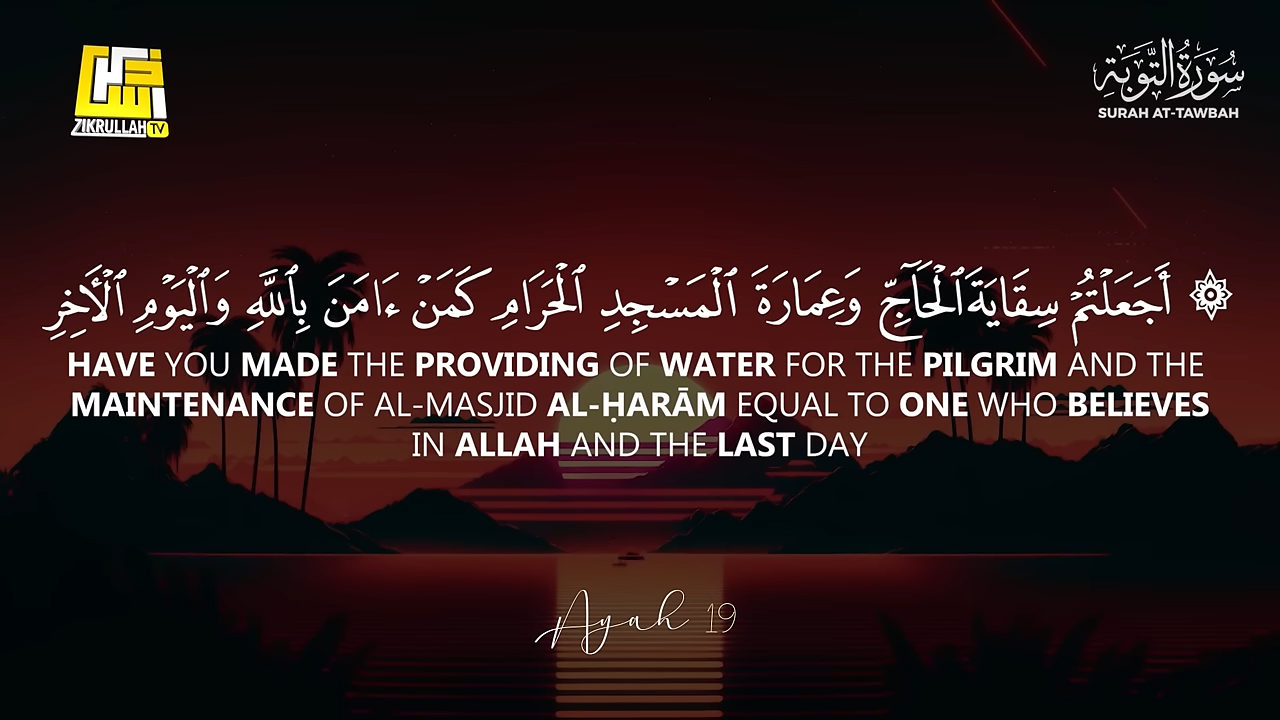 ذكر الله
ZIKRULLAH TV
سُورَةُ التَّوْبَةِ
SURAH AT-TAWBAH
۞ أَجَعَلْتُمْ سِقَايَةَ ٱلْحَآجِّ وَعِمَارَةَ ٱلْمَسْجِدِ ٱلْحَرَامِ كَمَنْ ءَامَنَ بِٱللَّهِ وَٱلْيَوْمِ ٱلْأَخِرِ
HAVE YOU MADE THE PROVIDING OF WATER FOR THE PILGRIM AND THE
MAINTENANCE OF AL-MASJID AL-ḤARĀM EQUAL TO ONE WHO BELIEVES
IN ALLAH AND THE LAST DAY
Ayah 19